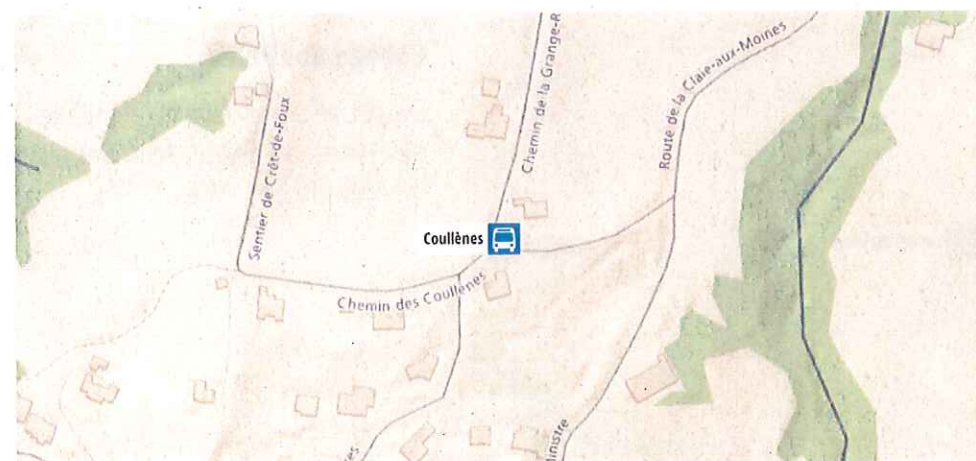 Chemin de la Grange-R
Route de la Claie-aux-Moines
Sentier de Crêt-de-Foux
Coullènes
Chemin des Coullènes